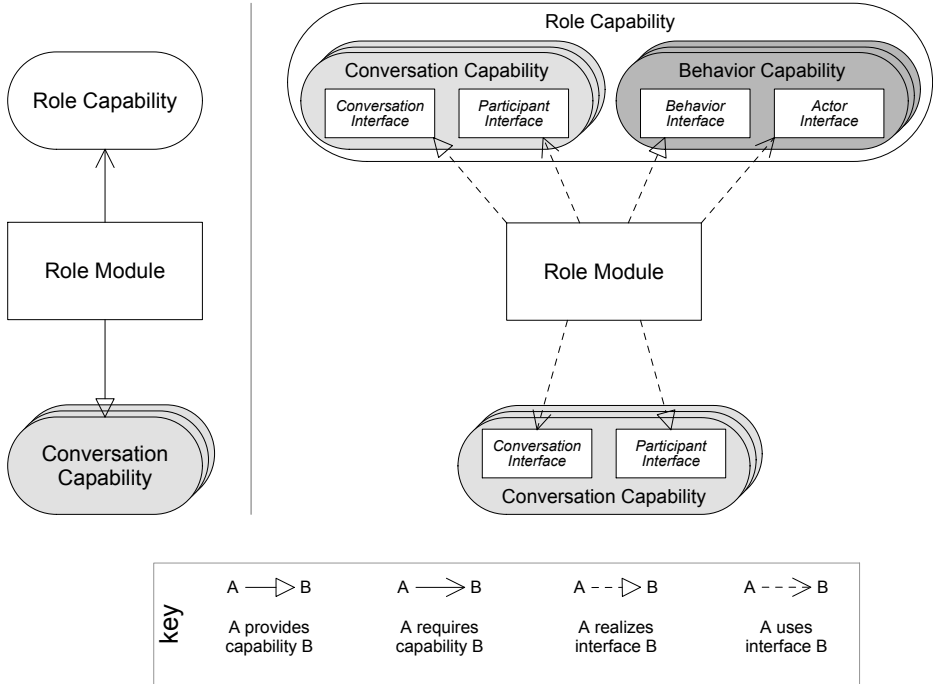 Role Capability
Role Module
Conversation
Capability
Role Capability
Conversation Capability
Conversation
Interface
Participant
Interface
Behavior Capability
Behavior
Interface
Actor
Interface
Role Module
Conversation
Interface
Participant
Interface
Conversation Capability
key
A B
A provides
capability B
A B
A requires
capability B
A B
A realizes
interface B
A B
A uses
interface B